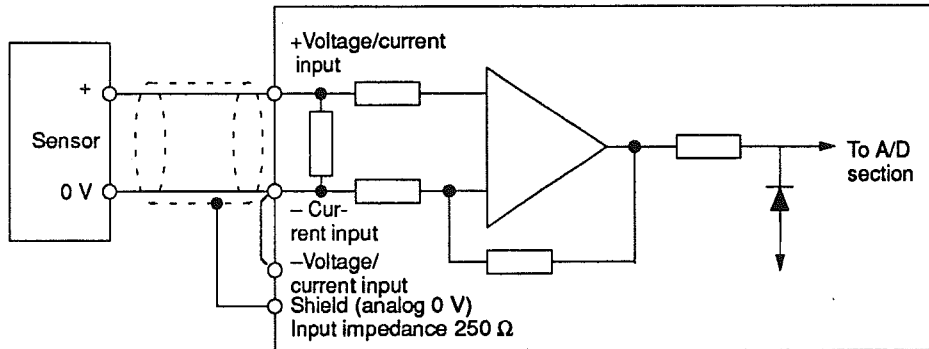 +Voltage/current
input
+
Sensor
0 V
To A/D
section
– Cur-
rent input
–Voltage/
current input
Shield (analog 0 V)
Input impedance 250 Ω